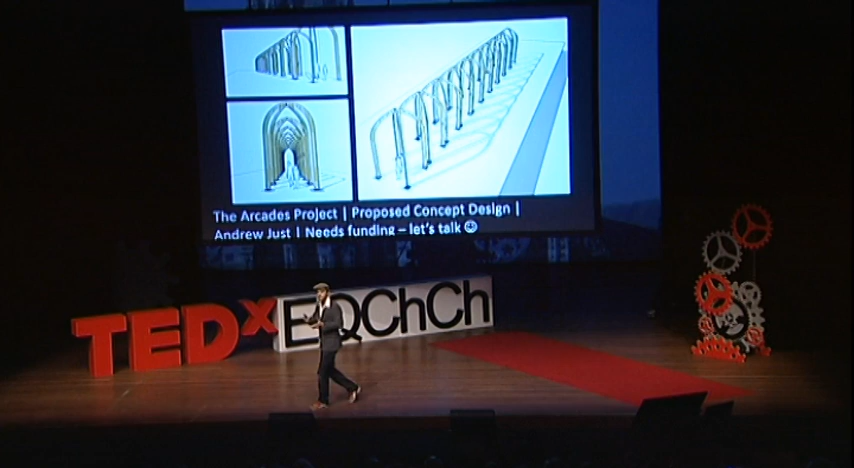 The Arcades Project | Proposed Concept Design |
Andrew Just | Needs funding – let's talk ☺
TEDx EQChCh